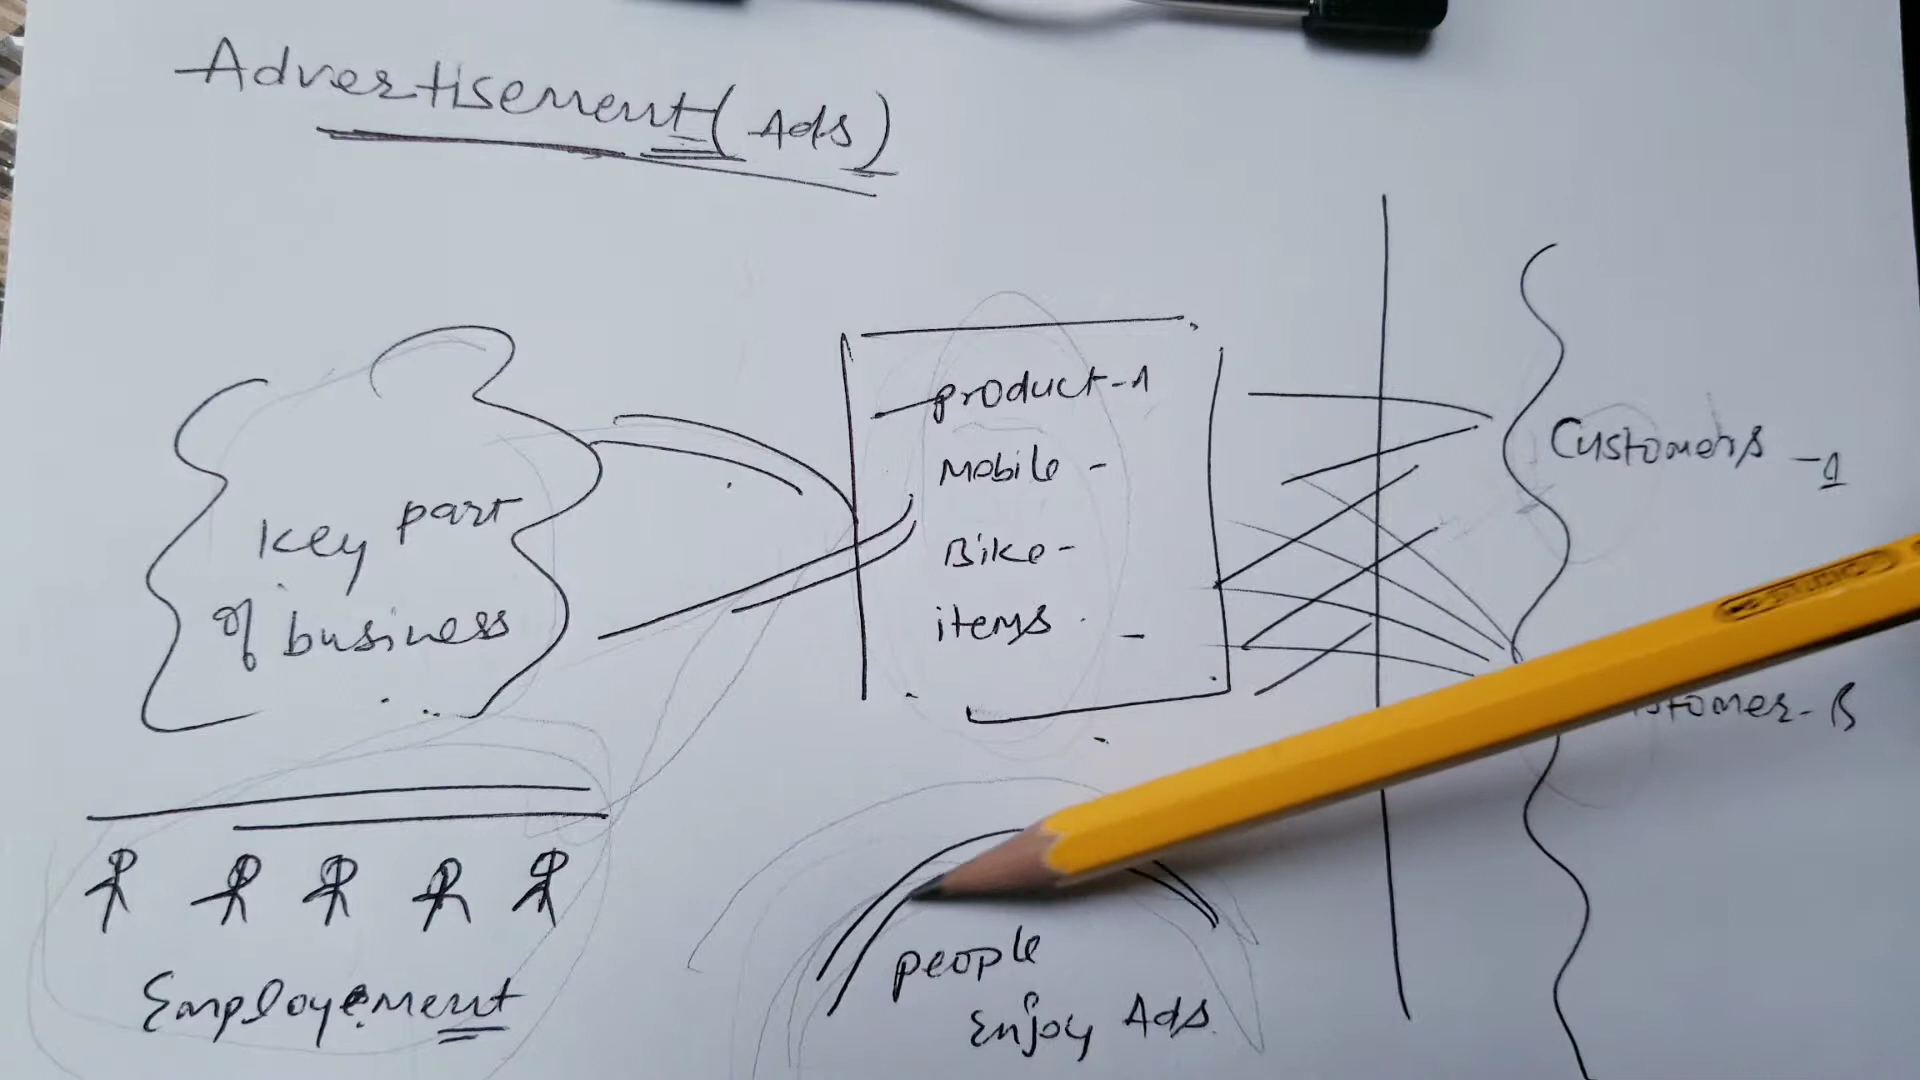 Advertisement (Ads)
Key part
of business
product-1
Mobile -
Bike -
items -
Customers -1
Employement
people
Enjoy Ads